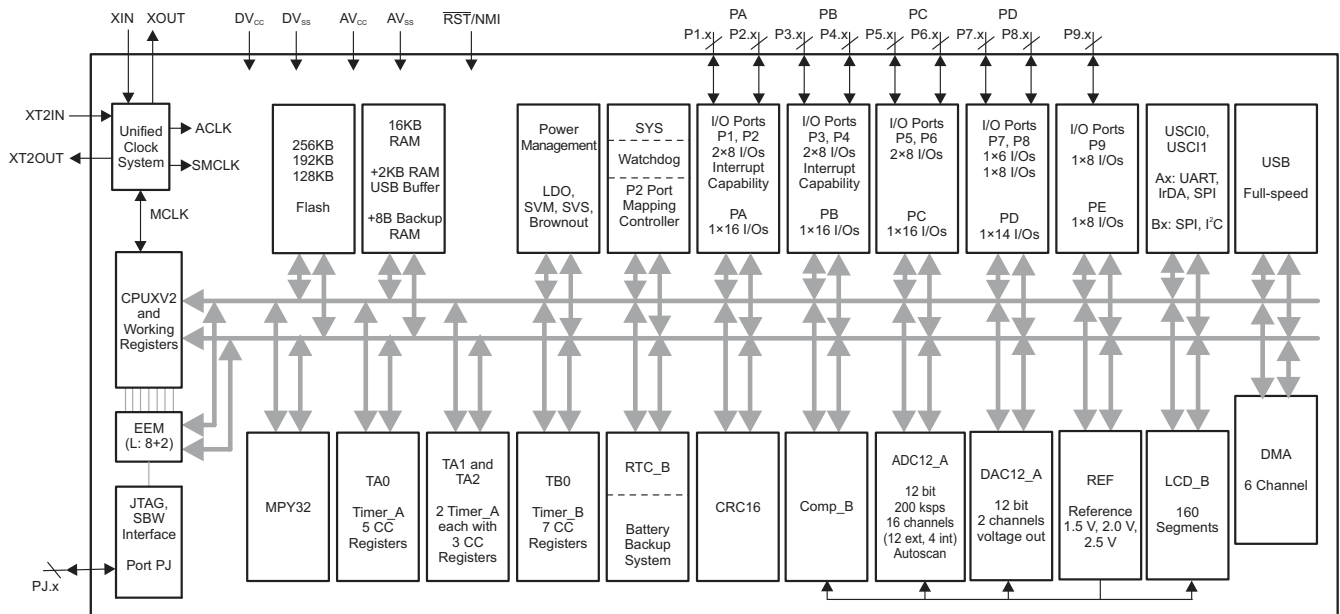 XIN XOUT DVCC DVSS AVCC AVSS RST/NMI
PA PB PC PD
P1.x P2.x P3.x P4.x P5.x P6.x P7.x P8.x P9.x
XT2IN
XT2OUT
Unified
Clock
System
ACLK
SMCLK
MCLK
256KB
192KB
128KB
Flash
16KB
RAM
+2KB RAM
USB Buffer
+8B Backup
RAM
Power
Management
LDO,
SVM, SVS,
Brownout
SYS
Watchdog
P2 Port
Mapping
Controller
I/O Ports
P1, P2
2×8 I/Os
Interrupt
Capability
PA
1×16 I/Os
I/O Ports
P3, P4
2×8 I/Os
Interrupt
Capability
PB
1×16 I/Os
I/O Ports
P5, P6
2×8 I/Os
PC
1×16 I/Os
I/O Ports
P7, P8
1×6 I/Os
1×8 I/Os
PD
1×14 I/Os
I/O Ports
P9
1×8 I/Os
PE
1×8 I/Os
USCI0,
USCI1
Ax: UART,
IrDA, SPI
Bx: SPI, I²C
USB
Full-speed
CPUXV2
and
Working
Registers
EEM
(L: 8+2)
JTAG,
SBW
Interface
Port PJ
PJ.x
MPY32
TA0
Timer_A
5 CC
Registers
TA1 and
TA2
2 Timer_A
each with
3 CC
Registers
TB0
Timer_B
7 CC
Registers
RTC_B
Battery
Backup
System
CRC16
Comp_B
ADC12_A
12 bit
200 ksps
16 channels
(12 ext, 4 int)
Autoscan
DAC12_A
12 bit
2 channels
voltage out
REF
Reference
1.5 V, 2.0 V,
2.5 V
LCD_B
160
Segments
DMA
6 Channel